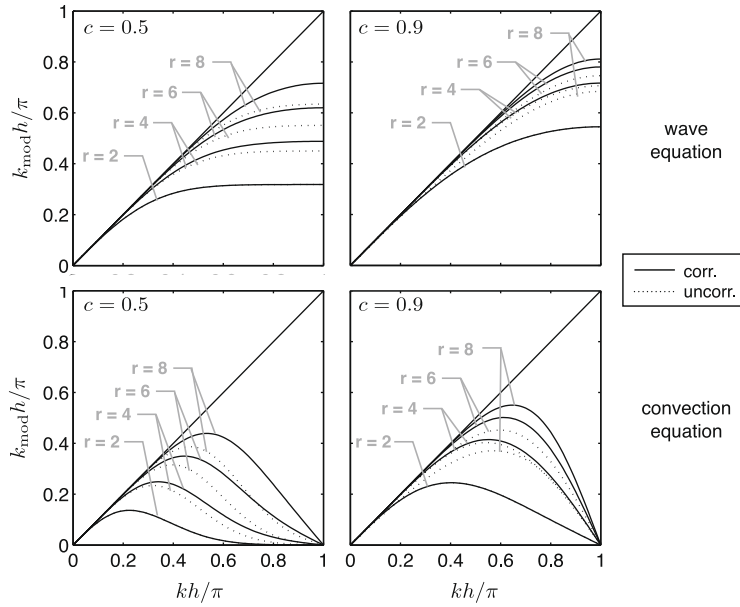 c = 0.5
c = 0.9
k_mod h/π
1
0.8
0.6
0.4
0.2
0
r = 8
r = 6
r = 4
r = 2
r = 8
r = 6
r = 4
r = 2
wave
equation
corr.
uncorr.
c = 0.5
c = 0.9
k_mod h/π
1
0.8
0.6
0.4
0.2
0
r = 8
r = 6
r = 4
r = 2
r = 8
r = 6
r = 4
r = 2
convection
equation
0 0.2 0.4 0.6 0.8 1
0 0.2 0.4 0.6 0.8 1
kh/π
kh/π